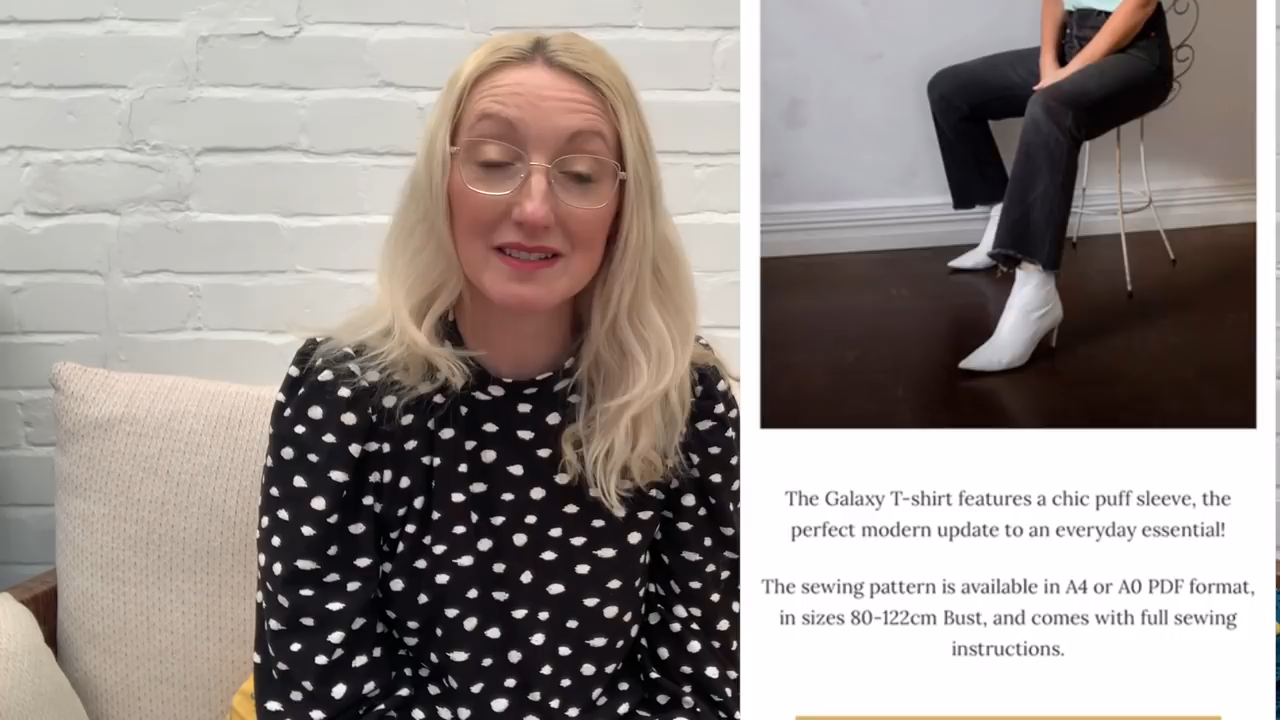 The Galaxy T-shirt features a chic puff sleeve, the
perfect modern update to an everyday essential!
The sewing pattern is available in A4 or A0 PDF format,
in sizes 80-122cm Bust, and comes with full sewing
instructions.